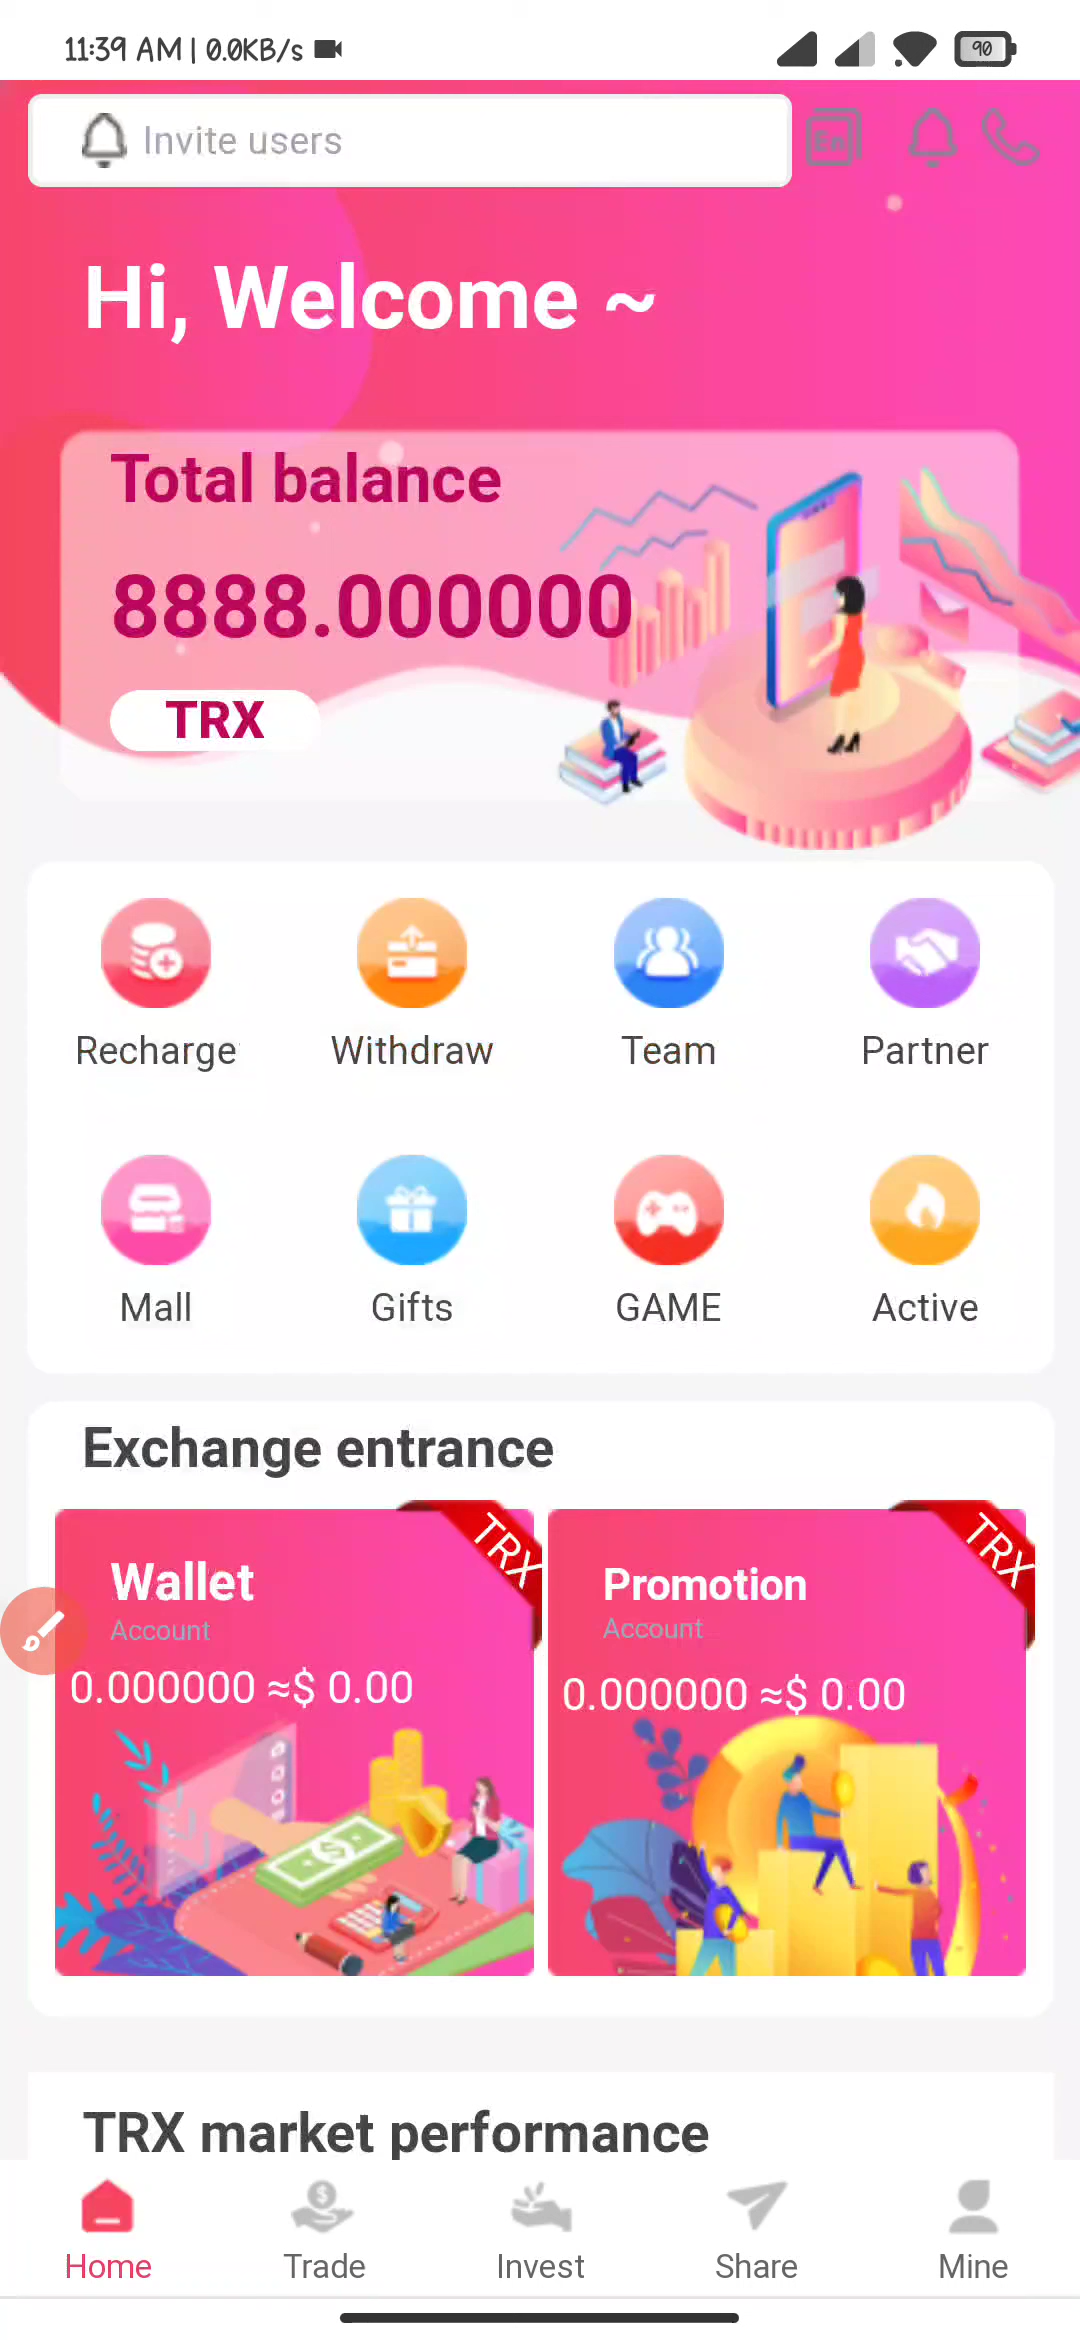 11:39 AM | 0.0KB/s
90
Invite users
En
Hi, Welcome ~
Total balance
8888.000000
TRX
Recharge
Withdraw
Team
Partner
Mall
Gifts
GAME
Active
Exchange entrance
TRX
Wallet
Account
0.000000 ≈$ 0.00
TRX
Promotion
Account
0.000000 ≈$ 0.00
TRX market performance
Home
Trade
Invest
Share
Mine